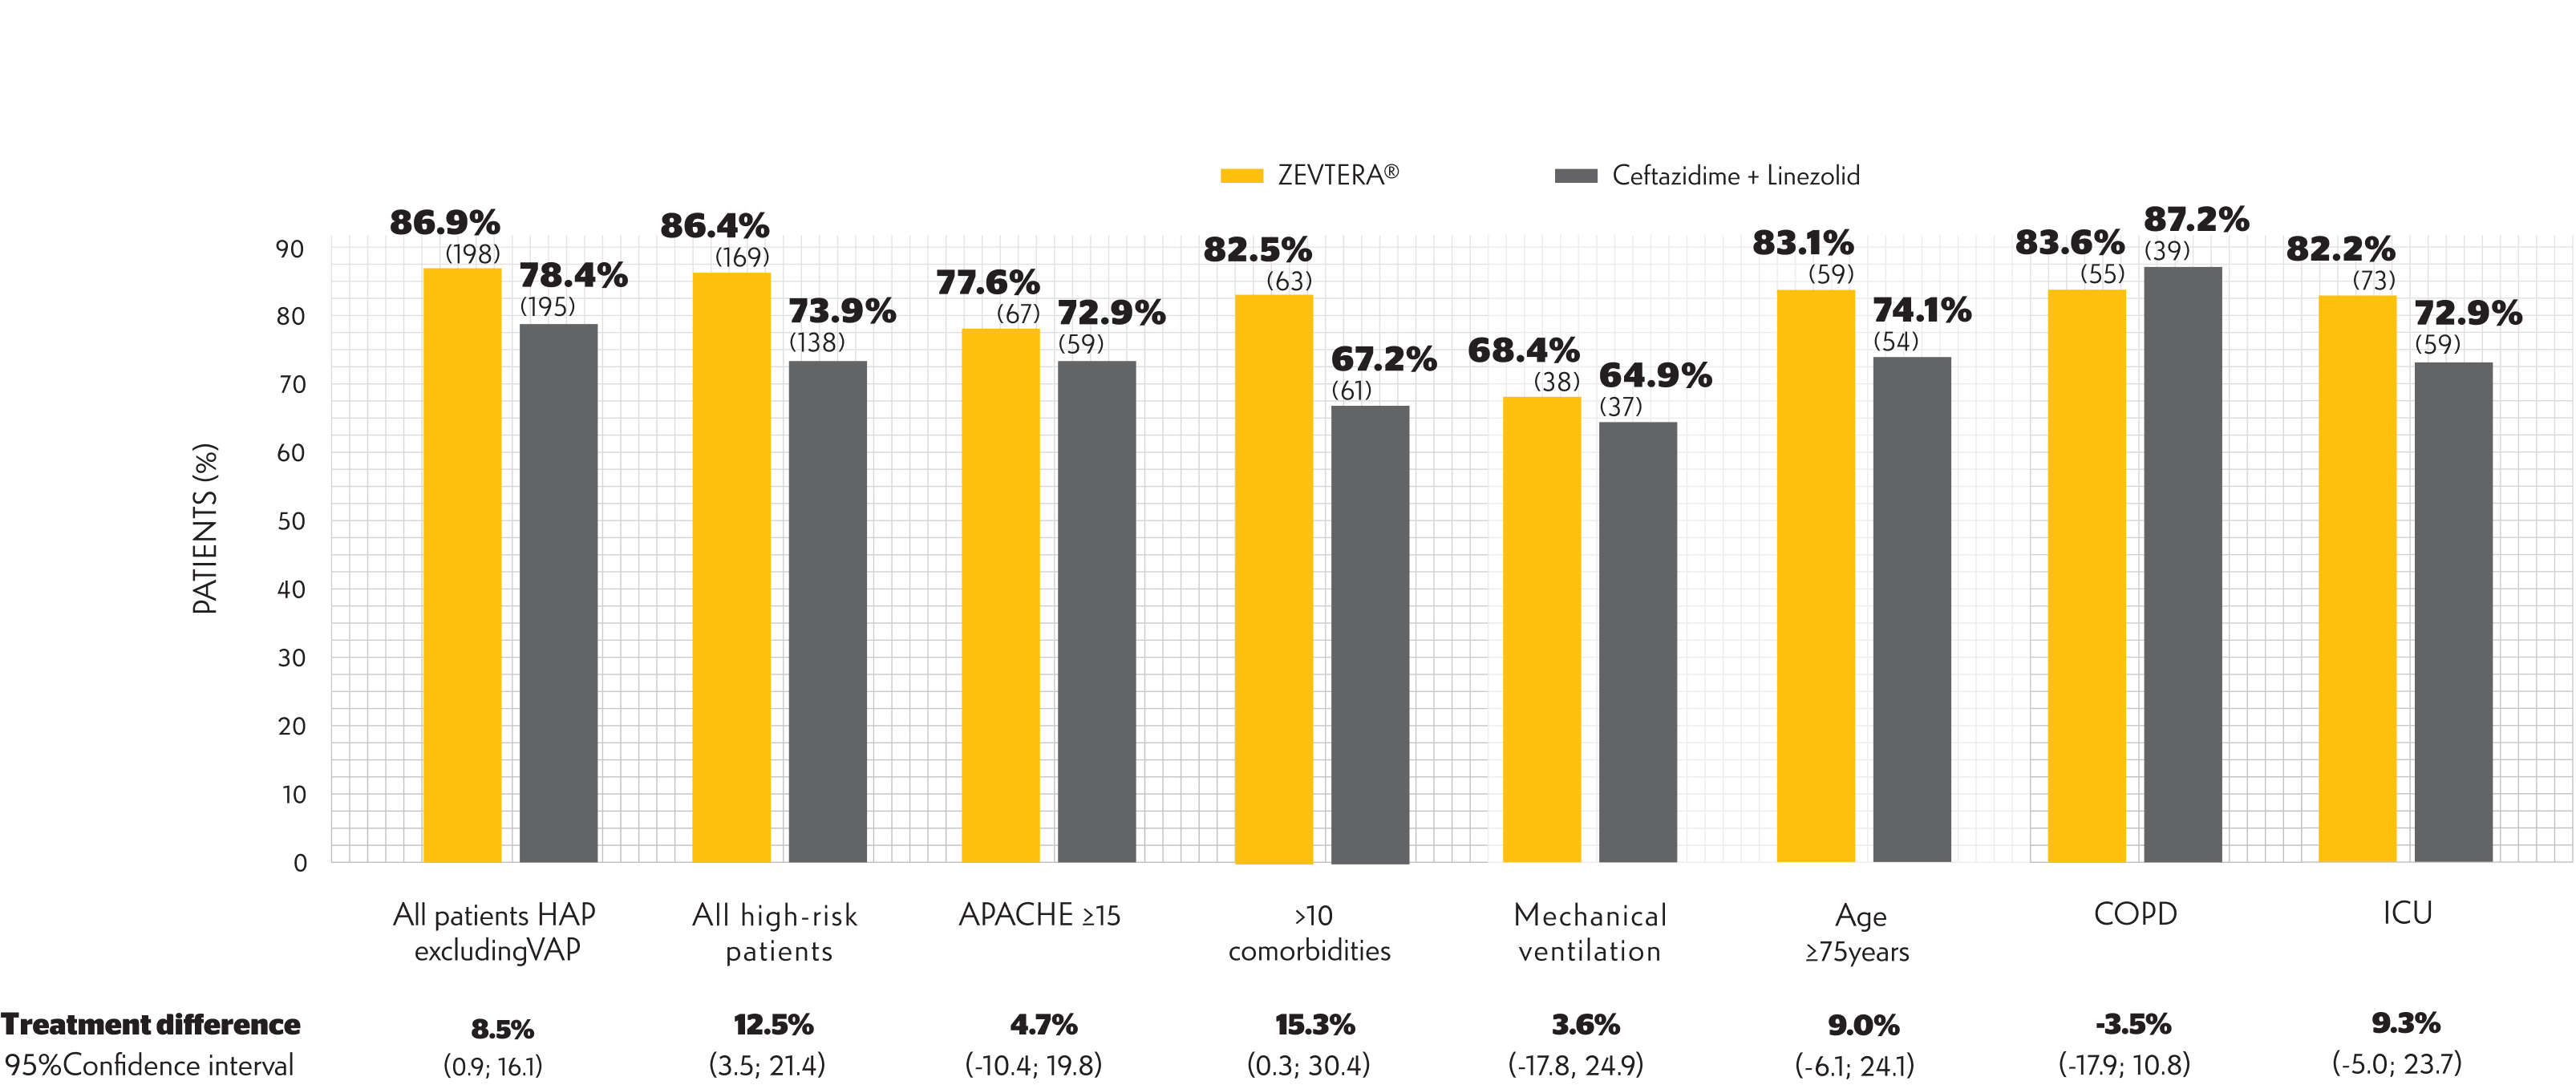 ZEVTERA® Ceftazidime + Linezolid
86.9% 86.4% 87.2%
(198) (169) 82.5% 83.1% 83.6% (39) 82.2%
78.4% 77.6% (63) (59) (55) (73)
(195) 73.9% (67) 72.9% 74.1% 72.9%
(138) (59) 67.2% 68.4% (54) (59)
(61) (38) 64.9%
(37)
90
80
70
60
50
40
30
20
10
0
PATIENTS (%)
All patients HAP All high-risk APACHE ≥15 >10 Mechanical Age COPD ICU
excludingVAP patients comorbidities ventilation ≥75years
Treatment difference 8.5% 12.5% 4.7% 15.3% 3.6% 9.0% -3.5% 9.3%
95%Confidence interval (0.9; 16.1) (3.5; 21.4) (-10.4; 19.8) (0.3; 30.4) (-17.8, 24.9) (-6.1; 24.1) (-17.9; 10.8) (-5.0; 23.7)